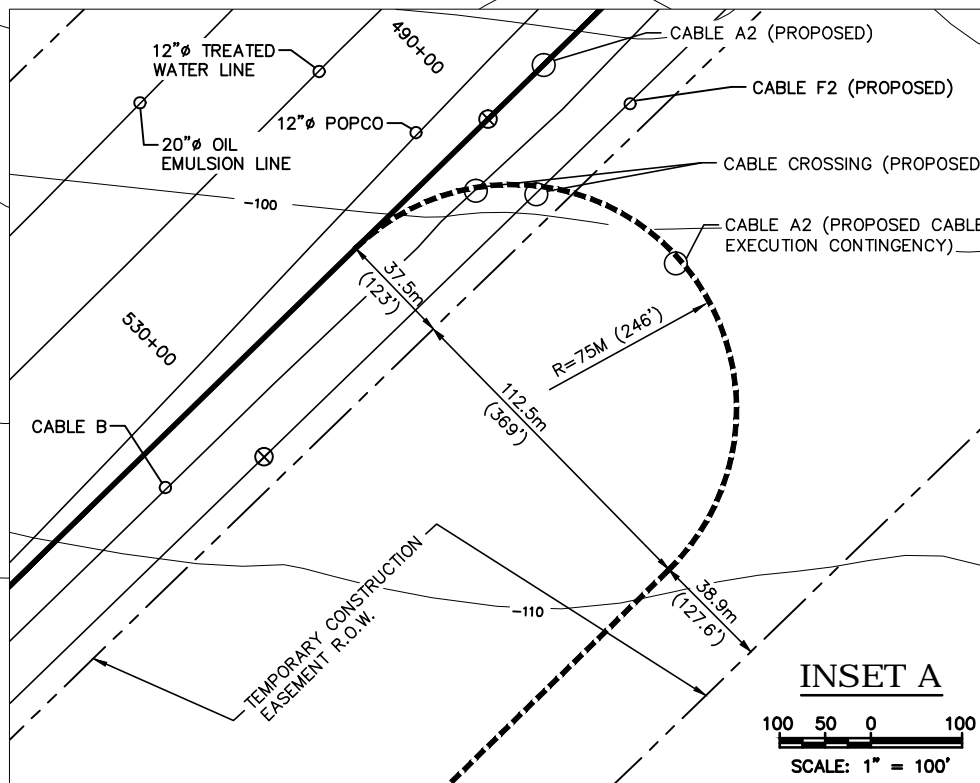 490+00
CABLE A2 (PROPOSED)
12"ø TREATED
WATER LINE
CABLE F2 (PROPOSED)
12"ø POPCO
20"ø OIL
EMULSION LINE
CABLE CROSSING (PROPOSED
-100
CABLE A2 (PROPOSED CABLE
EXECUTION CONTINGENCY)
37.5m
(123')
530+00
R=75M (246')
112.5m
(369')
CABLE B
-110
38.9m
(127.6')
TEMPORARY CONSTRUCTION
EASEMENT R.O.W.
INSET A
100 50 0 100
SCALE: 1" = 100'